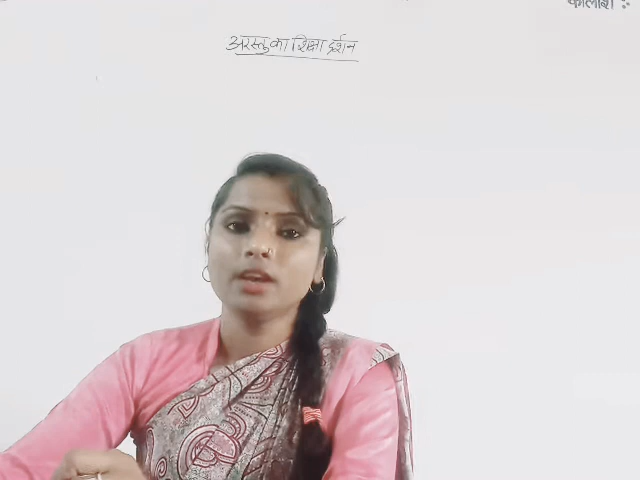 अरस्तु का शिक्षा दर्शन